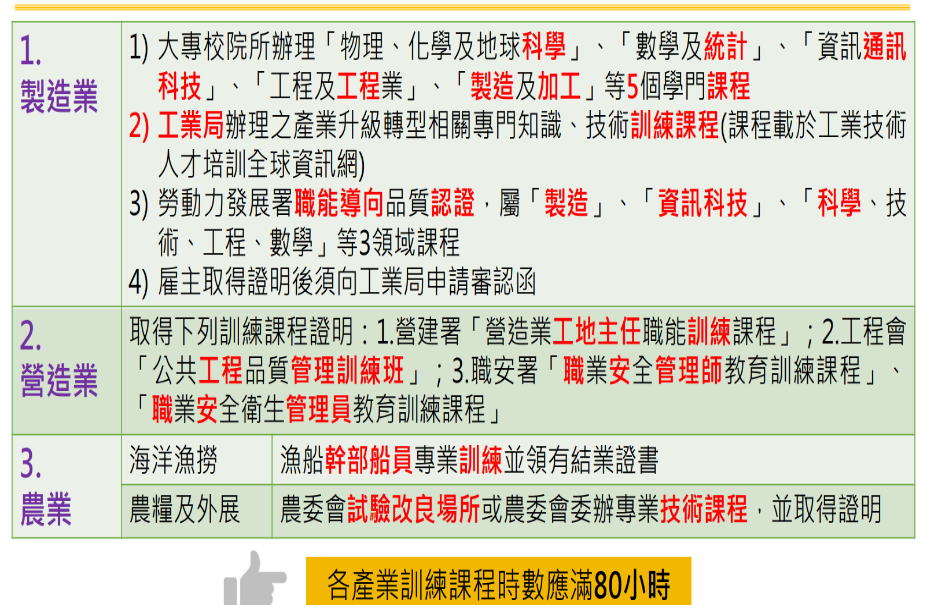 1.
製造業
1) 大專校院所辦理「物理、化學及地球科學」、「數學及統計」、「資訊通訊
科技」、「工程及工程業」、「製造及加工」等5個學門課程
2) 工業局辦理之產業升級轉型相關專門知識、技術訓練課程(課程載於工業技術
人才培訓全球資訊網)
3) 勞動力發展署職能導向品質認證，屬「製造」、「資訊科技」、「科學、技
術、工程、數學」等3領域課程
4) 雇主取得證明後須向工業局申請審認函
2.
營造業
取得下列訓練課程證明：1.營建署「營造業工地主任職能訓練課程」；2.工程會
「公共工程品質管理訓練班」；3.職安署「職業安全管理師教育訓練課程」、
「職業安全衛生管理員教育訓練課程」
3.
農業
海洋漁撈
漁船幹部船員專業訓練並領有結業證書
農糧及外展
農委會試驗改良場所或農委會委辦專業技術課程，並取得證明
各產業訓練課程時數應滿80小時